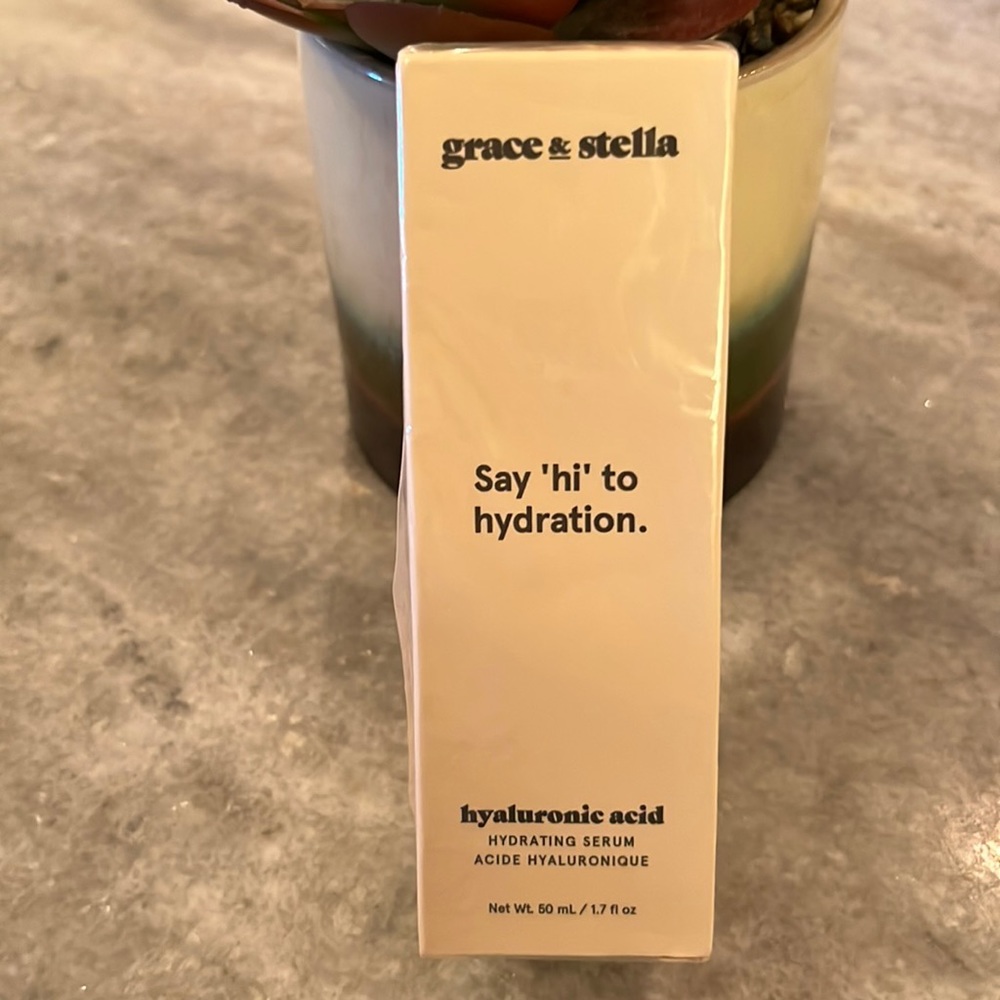 grace & stella
Say 'hi' to
hydration.
hyaluronic acid
HYDRATING SERUM
ACIDE HYALURONIQUE
Net Wt. 50 mL / 1.7 fl oz